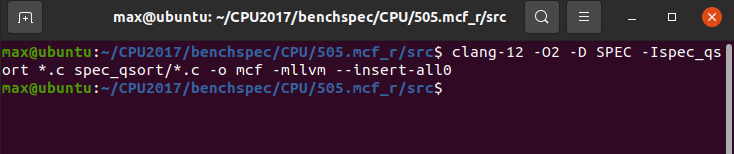 max@ubuntu: ~/CPU2017/benchspec/CPU/505.mcf_r/src
max@ubuntu:~/CPU2017/benchspec/CPU/505.mcf_r/src$ clang-12 -O2 -D SPEC -Ispec_qs
ort *.c spec_qsort/*.c -o mcf -mllvm --insert-all0
max@ubuntu:~/CPU2017/benchspec/CPU/505.mcf_r/src$